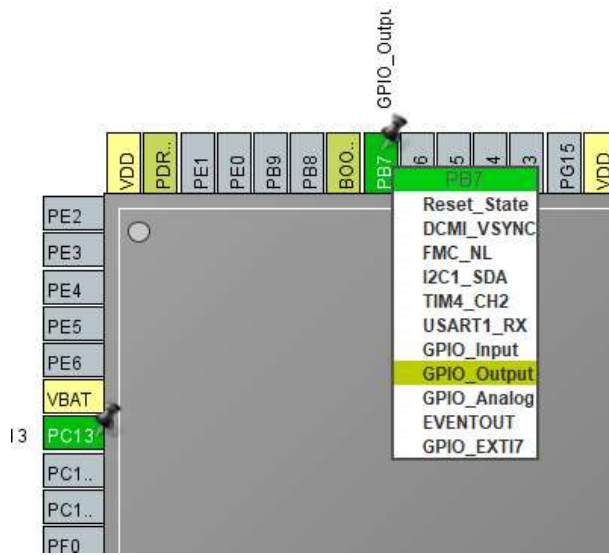 GPIO_Outpu
VDD
PDR..
PE1
PE0
PB9
PB8
BOO..
PB7
6
5
4
3
PG15
VDD
PB7
Reset_State
DCMI_VSYNC
FMC_NL
I2C1_SDA
TIM4_CH2
USART1_RX
GPIO_Input
GPIO_Output
GPIO_Analog
EVENTOUT
GPIO_EXTI7
PE2
PE3
PE4
PE5
PE6
VBAT
13 PC13
PC1..
PC1..
PF0